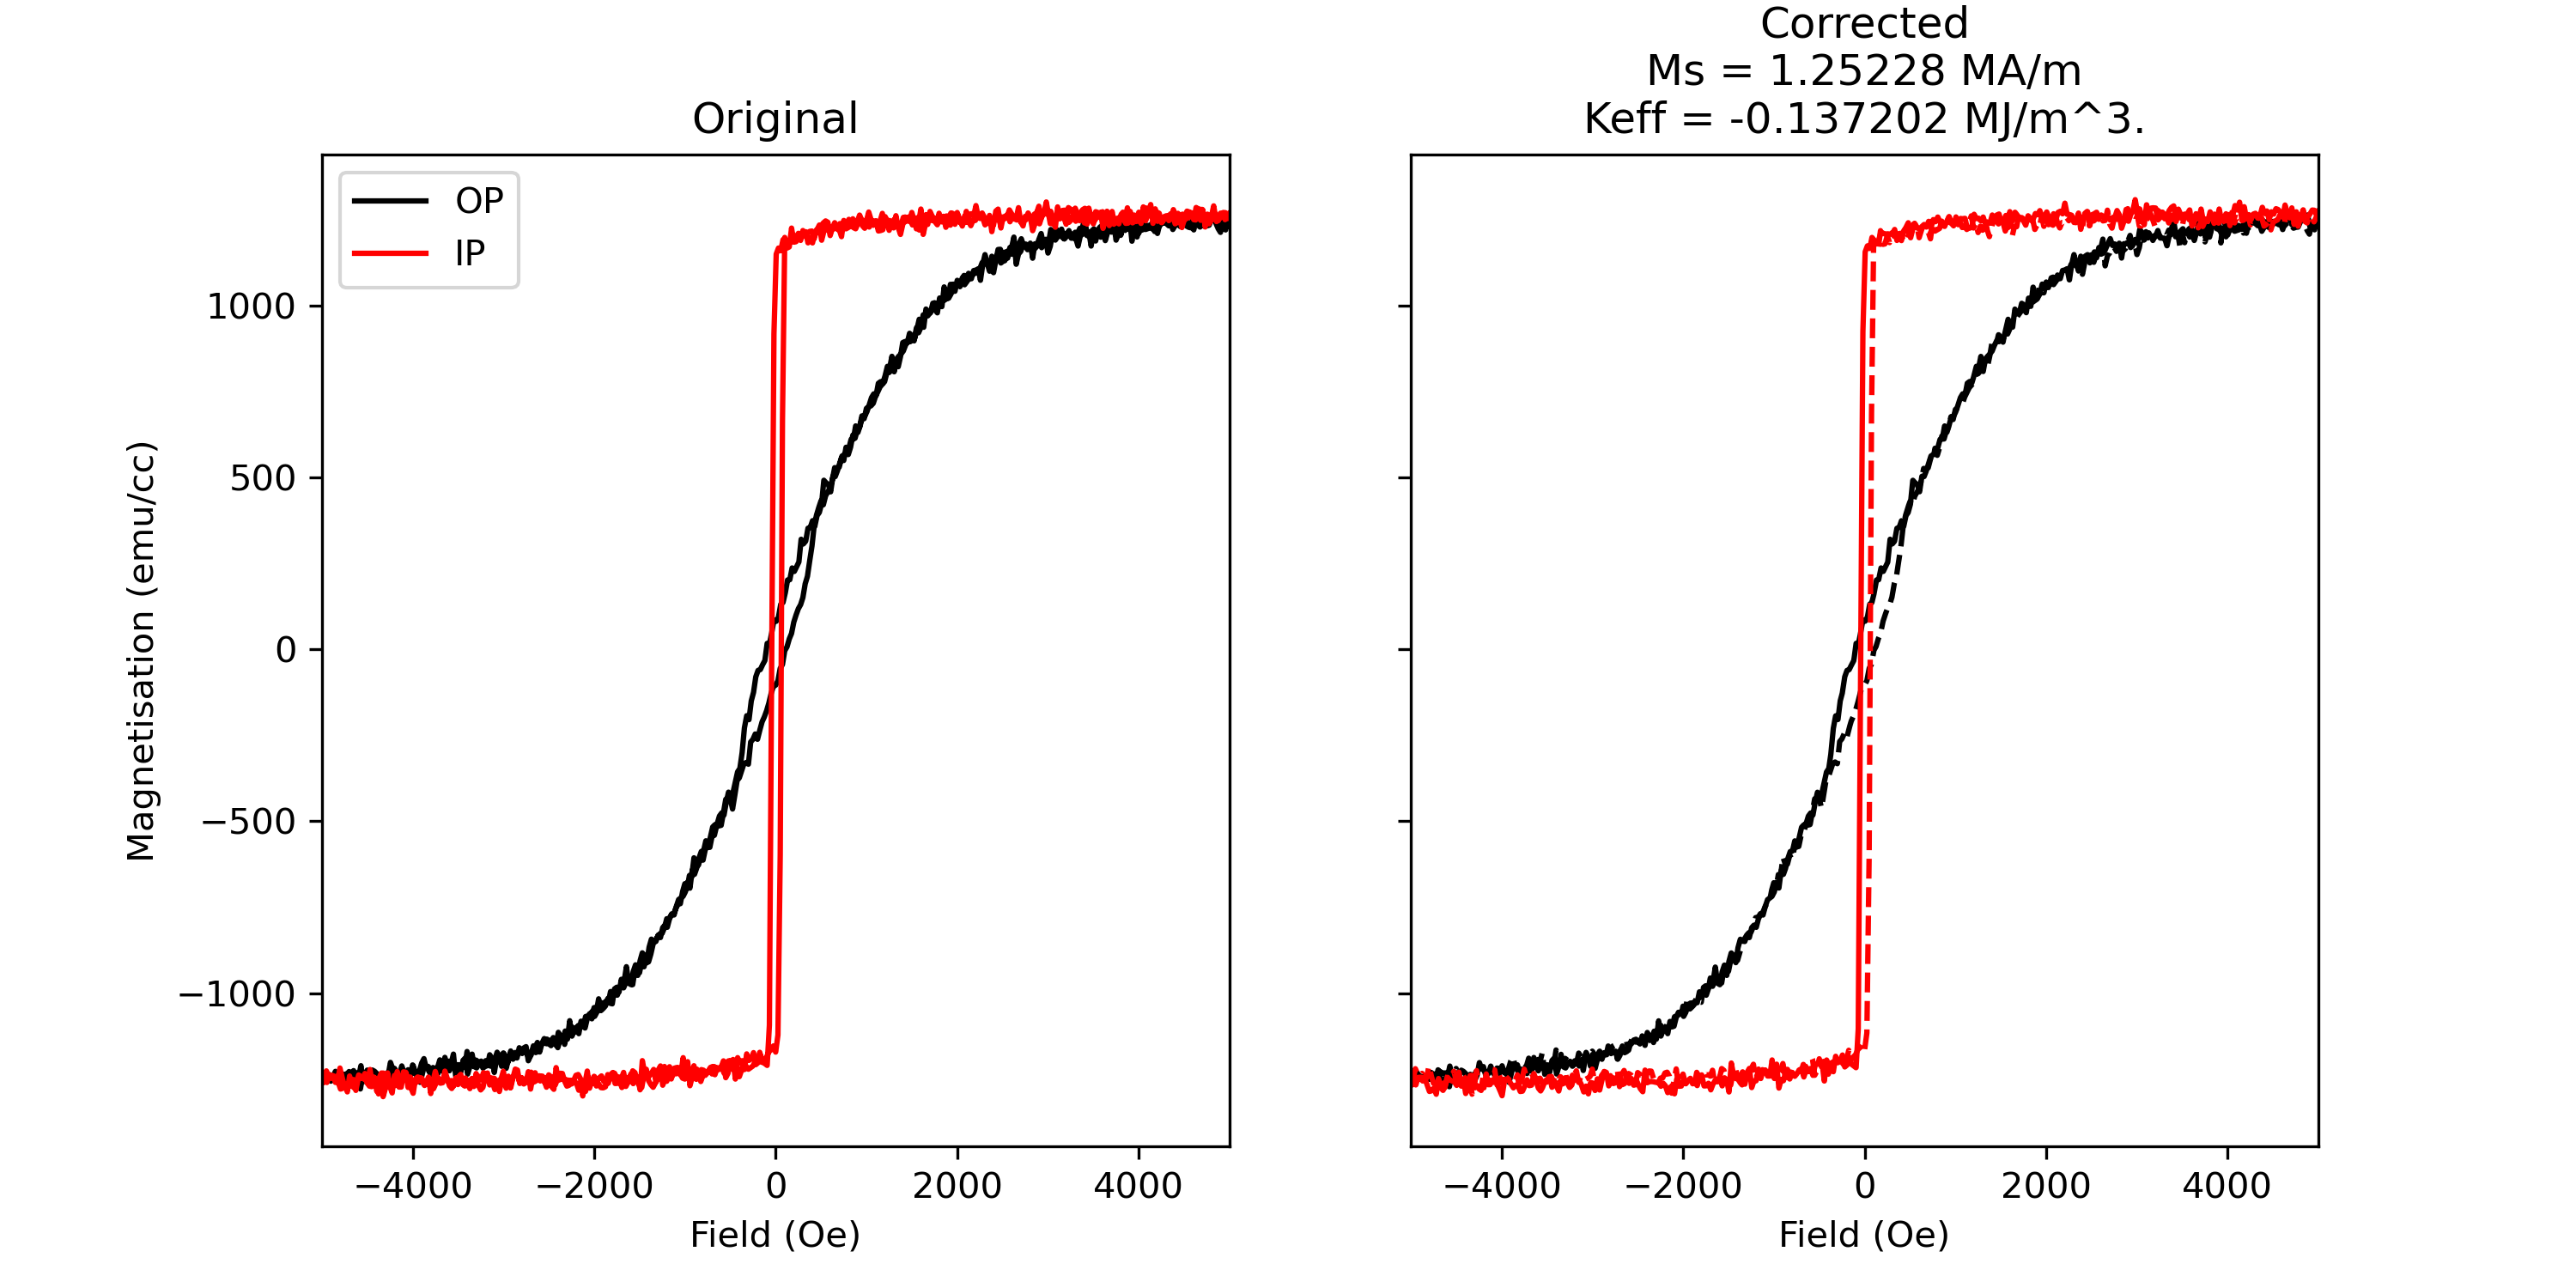 Original
OP
IP
1000
500
0
−500
−1000
Magnetisation (emu/cc)
−4000 −2000 0 2000 4000
Field (Oe)
Corrected
Ms = 1.25228 MA/m
Keff = -0.137202 MJ/m^3.
−4000 −2000 0 2000 4000
Field (Oe)